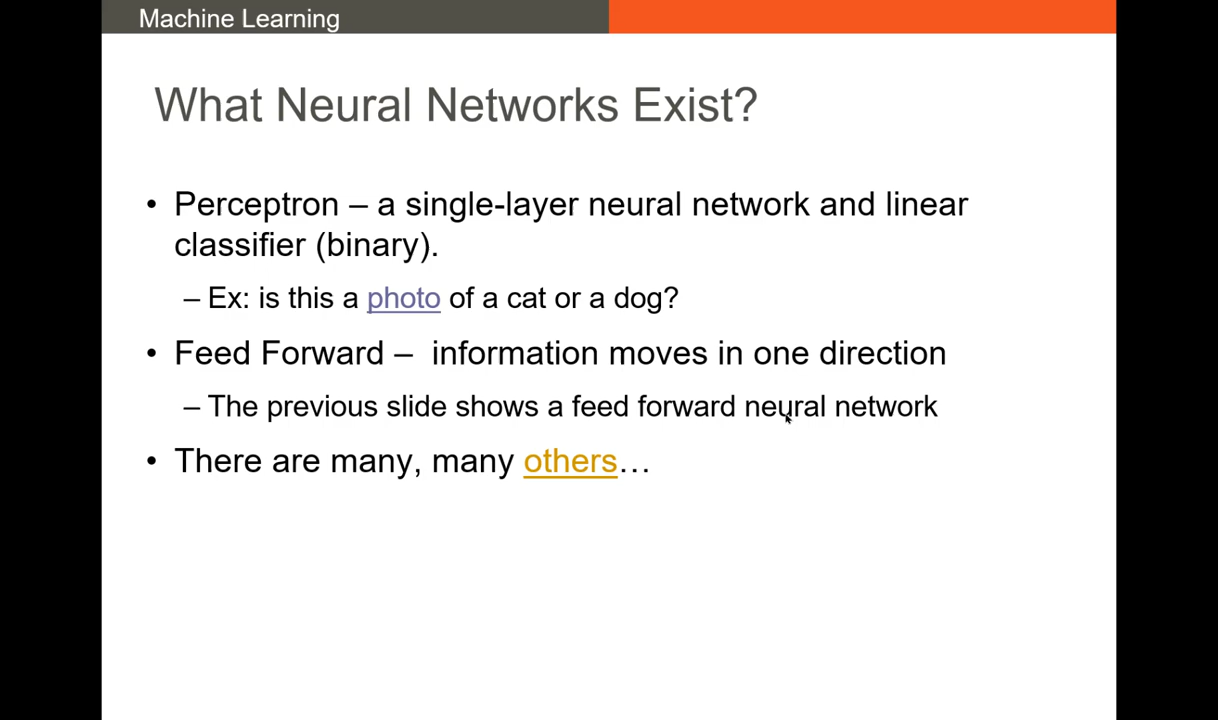 Machine Learning
What Neural Networks Exist?
• Perceptron – a single-layer neural network and linear
classifier (binary).
– Ex: is this a photo of a cat or a dog?
• Feed Forward –  information moves in one direction
– The previous slide shows a feed forward neural network
• There are many, many others…